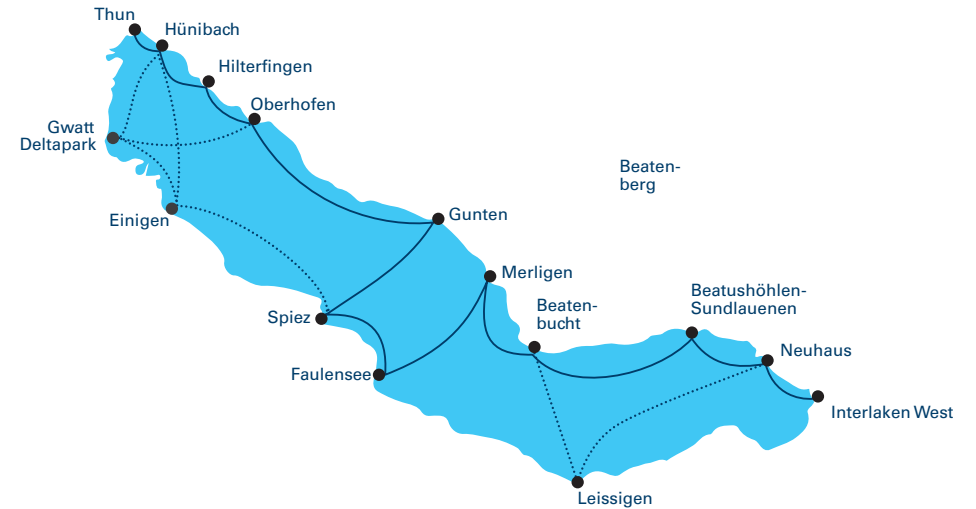 Thun
Hünibach
Hilterfingen
Oberhofen
Gwatt
Deltapark
Beaten-
berg
Einigen
Gunten
Merligen
Beatushöhlen-
Sundlauenen
Beaten-
bucht
Spiez
Neuhaus
Faulensee
Interlaken West
Leissigen